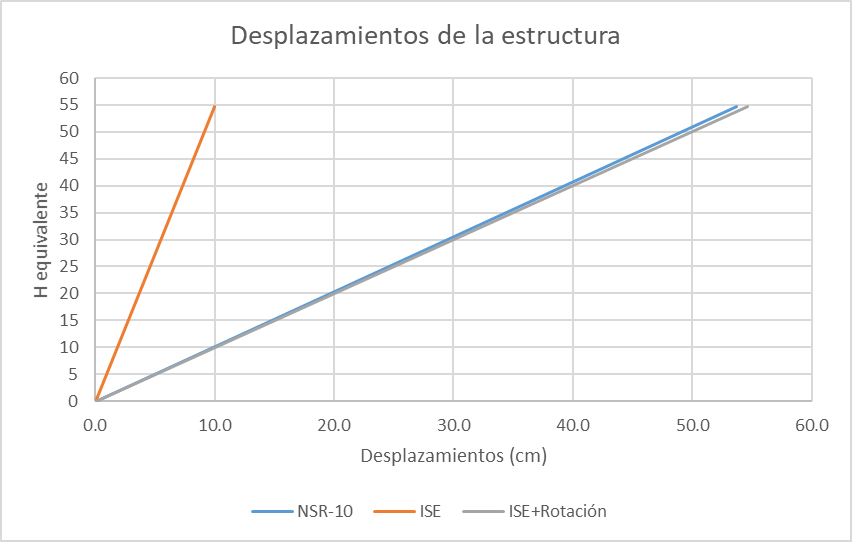 Desplazamientos de la estructura
60
55
50
45
40
35
30
25
20
15
10
5
0
H equivalente
0.0 10.0 20.0 30.0 40.0 50.0 60.0
Desplazamientos (cm)
NSR-10 ISE ISE+Rotación